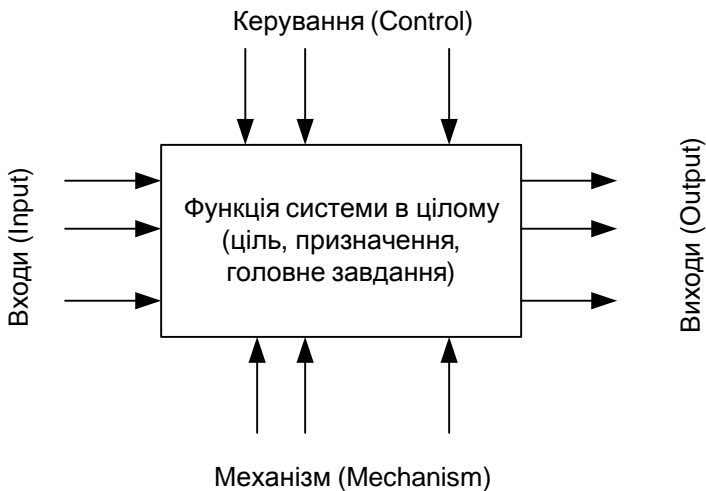 Керування (Control)
Входи (Input)
Функція системи в цілому
(ціль, призначення,
головне завдання)
Виходи (Output)
Механізм (Mechanism)